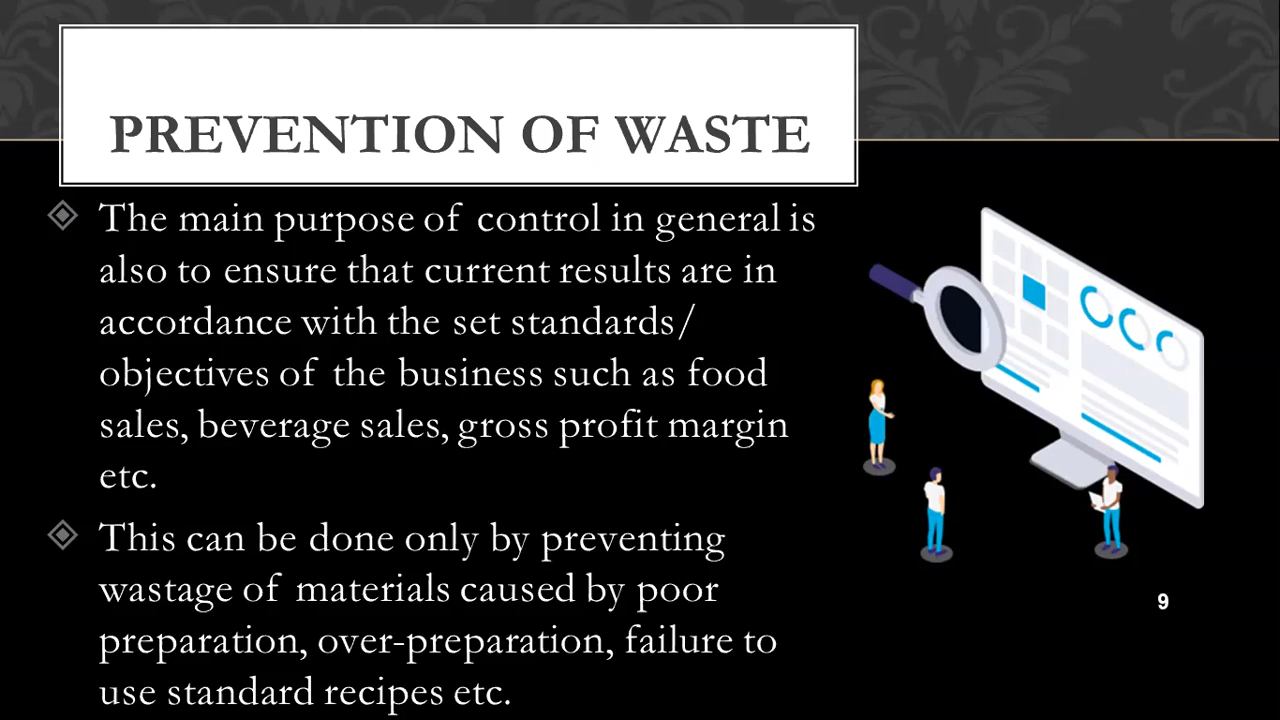 PREVENTION OF WASTE
The main purpose of control in general is
also to ensure that current results are in
accordance with the set standards/
objectives of the business such as food
sales, beverage sales, gross profit margin
etc.
This can be done only by preventing
wastage of materials caused by poor
preparation, over-preparation, failure to
use standard recipes etc.
9